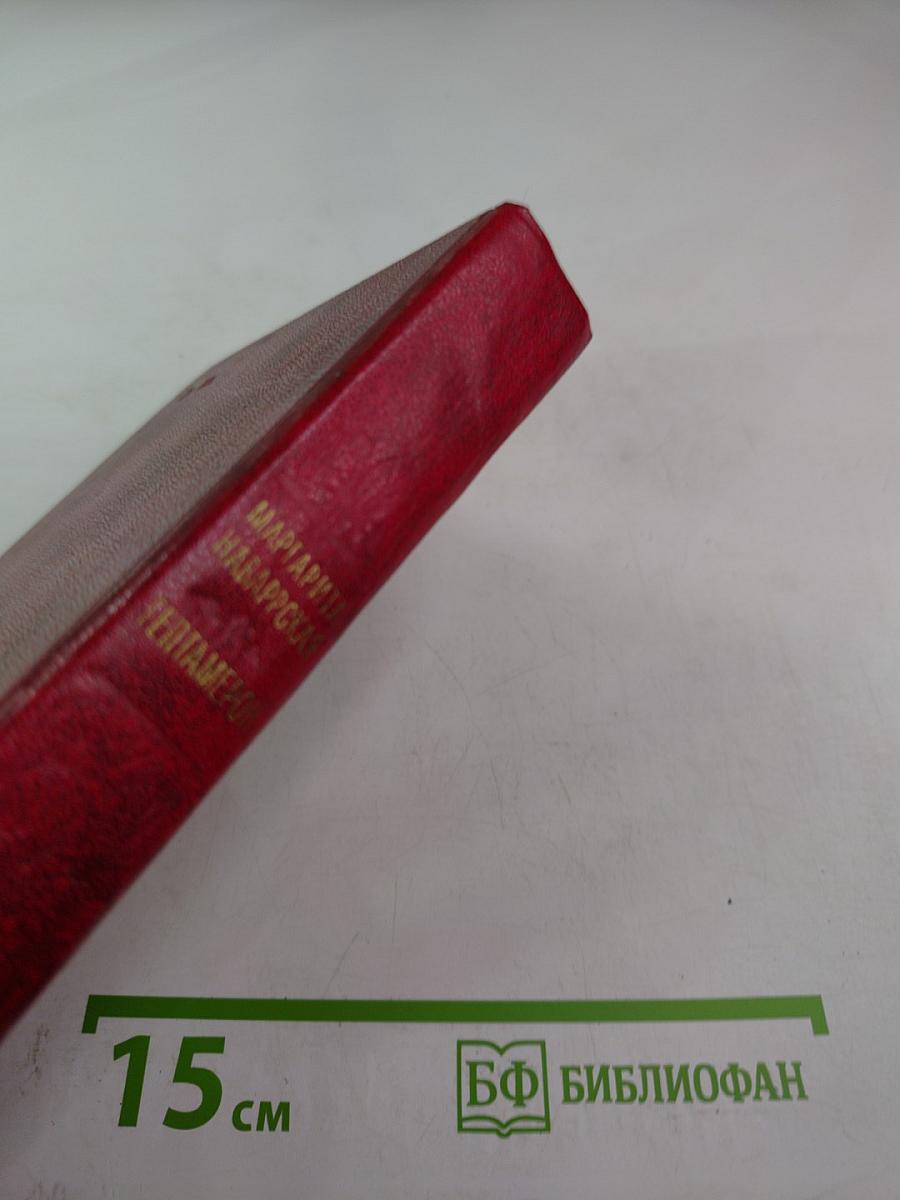 МАРГАРИТА
НАВАРРСКАЯ
ГЕПТАМЕРОН
15 см
БФ БИБЛИОФАН